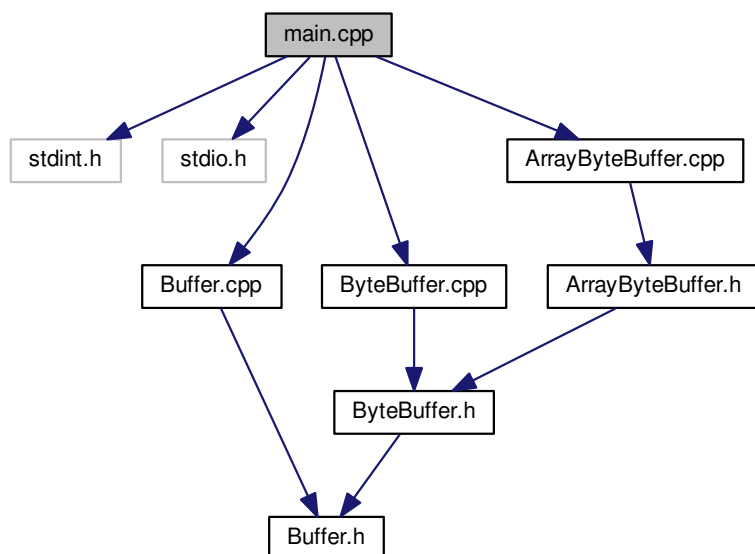 main.cpp
stdint.h
stdio.h
ArrayByteBuffer.cpp
Buffer.cpp
ByteBuffer.cpp
ArrayByteBuffer.h
ByteBuffer.h
Buffer.h